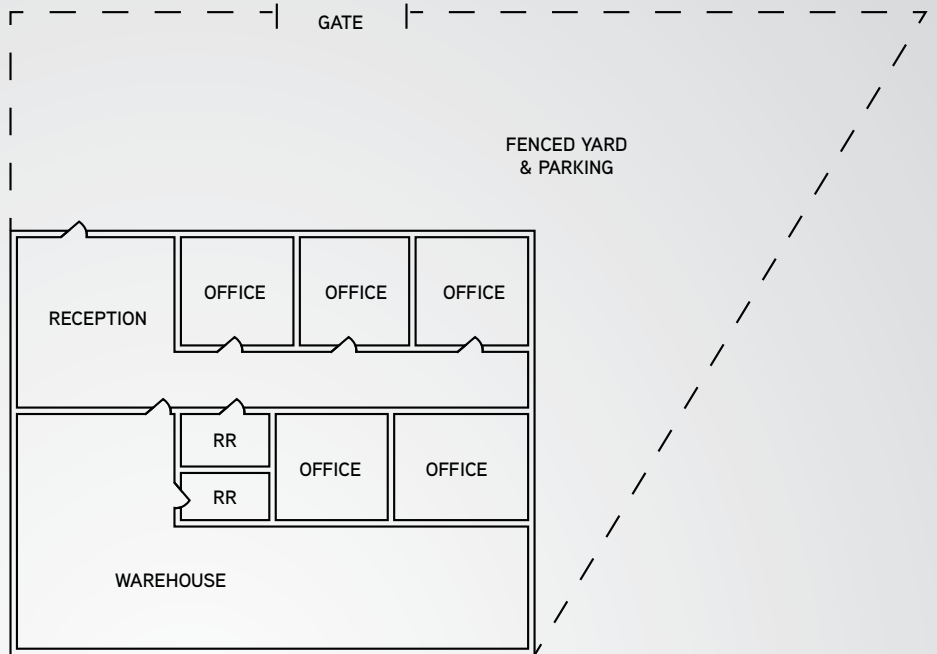 GATE
FENCED YARD
& PARKING
OFFICE
OFFICE
OFFICE
RECEPTION
RR
OFFICE
OFFICE
RR
WAREHOUSE